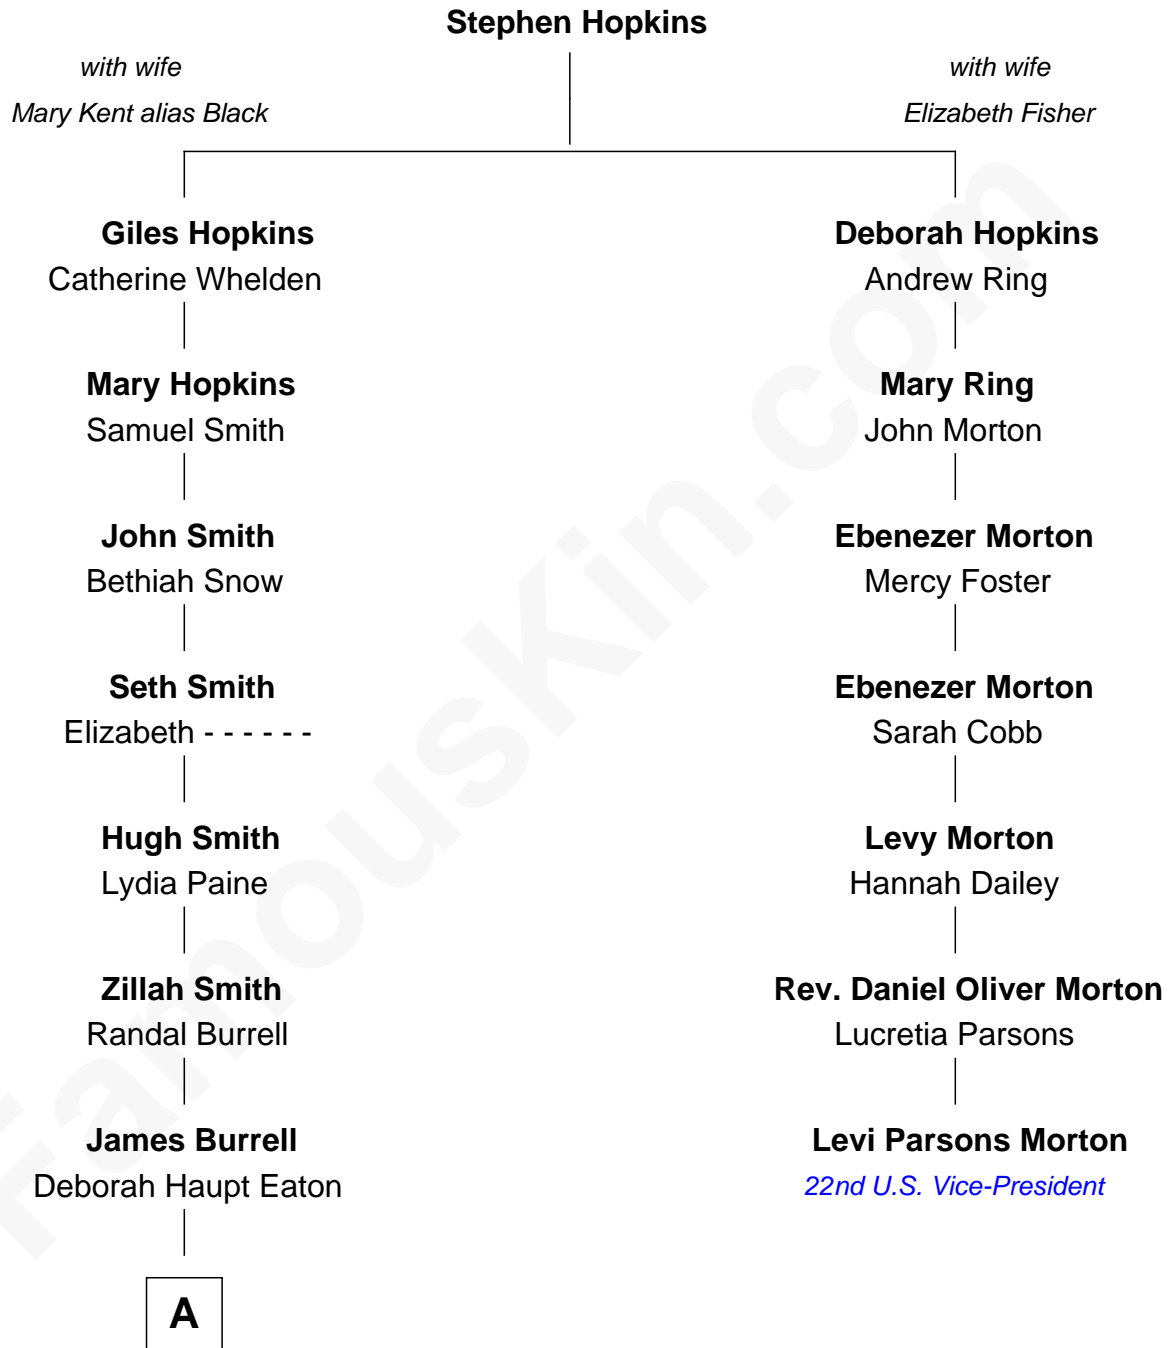 Stephen Hopkins
with wife
Mary Kent alias Black
with wife
Elizabeth Fisher
Giles Hopkins
Catherine Whelden
Deborah Hopkins
Andrew Ring
Mary Hopkins
Samuel Smith
Mary Ring
John Morton
John Smith
Bethiah Snow
Ebenezer Morton
Mercy Foster
Seth Smith
Elizabeth - - - - - -
Ebenezer Morton
Sarah Cobb
Hugh Smith
Lydia Paine
Levy Morton
Hannah Dailey
Zillah Smith
Randal Burrell
Rev. Daniel Oliver Morton
Lucretia Parsons
James Burrell
Deborah Haupt Eaton
Levi Parsons Morton
22nd U.S. Vice-President
A
FamousKin.com